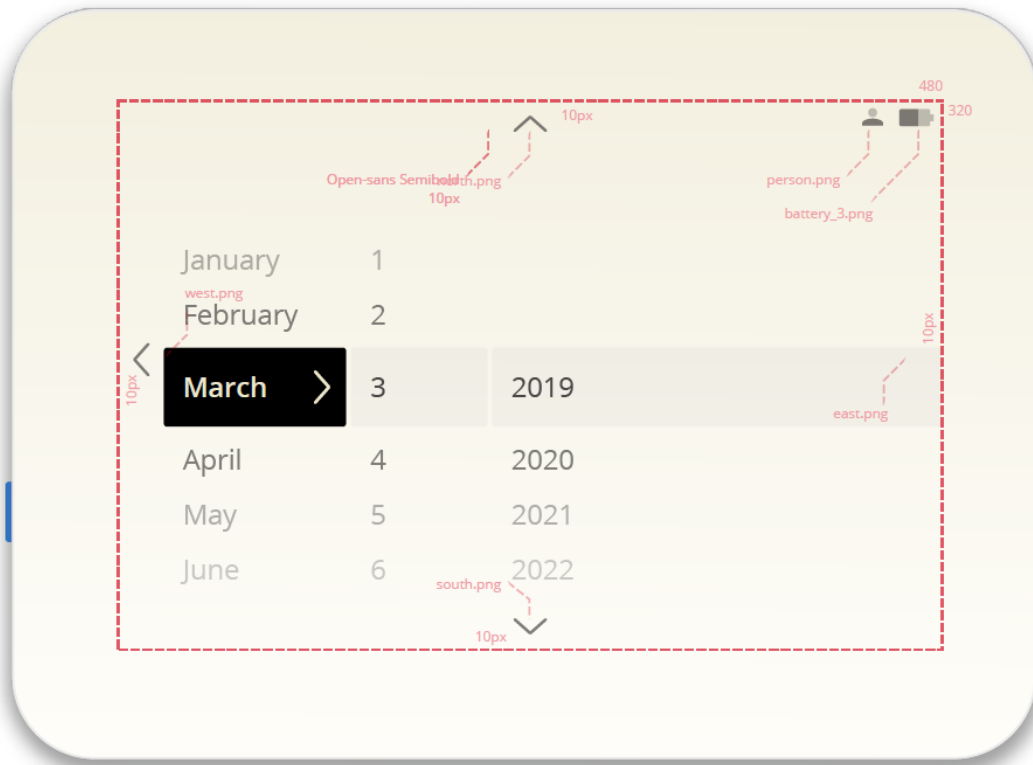 480
320
10px
Open-sans Semibold
north.png
10px
person.png
battery_3.png
January 1
west.png
February 2
10px
10px
March 3 2019
east.png
April 4 2020
May 5 2021
June 6 2022
south.png
10px